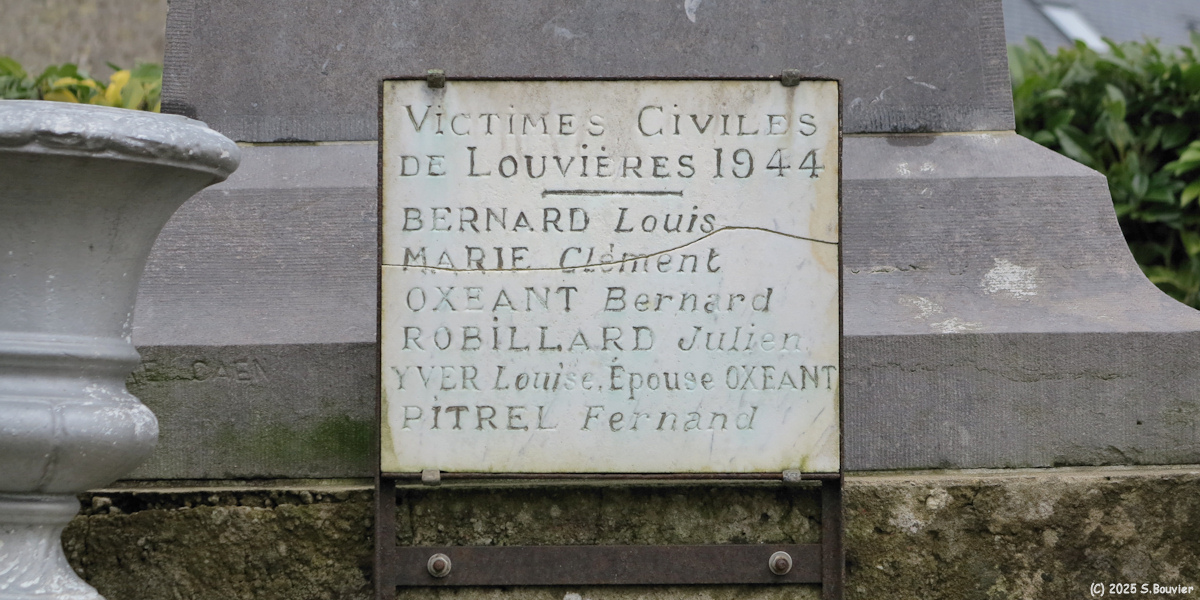 Victimes Civiles
de Louvières 1944
BERNARD Louis
MARIE Clément
OXEANT Bernard
ROBILLARD Julien
YVER Louise, Épouse OXEANT
PITREL Fernand
CAEN
(C) 2025 S.Bouvier